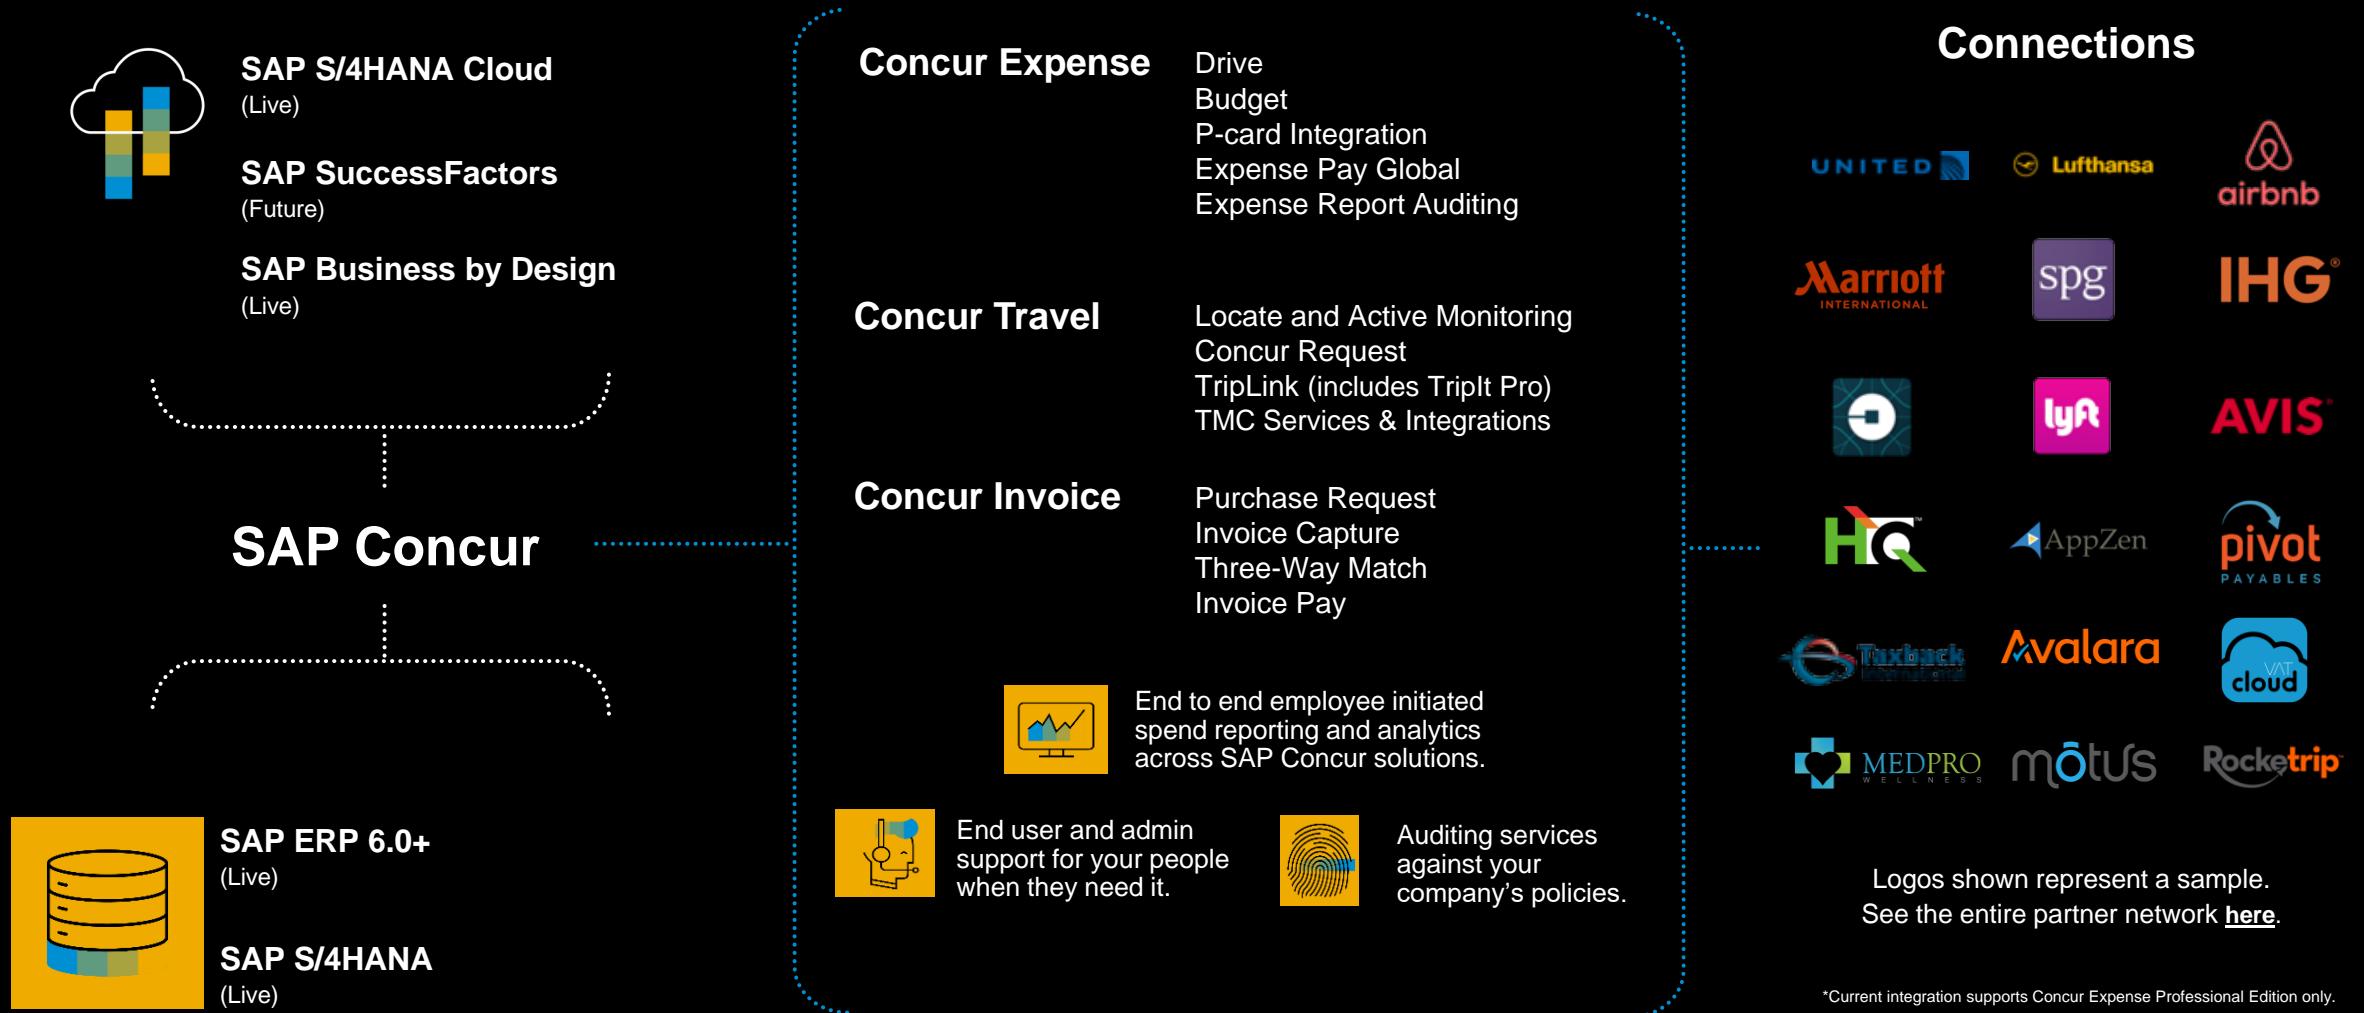 SAP S/4HANA Cloud
(Live)
SAP SuccessFactors
(Future)
SAP Business by Design
(Live)
SAP Concur
SAP ERP 6.0+
(Live)
SAP S/4HANA
(Live)
Concur Expense
Drive
Budget
P-card Integration
Expense Pay Global
Expense Report Auditing
Concur Travel
Locate and Active Monitoring
Concur Request
TripLink (includes TripIt Pro)
TMC Services & Integrations
Concur Invoice
Purchase Request
Invoice Capture
Three-Way Match
Invoice Pay
End to end employee initiated
spend reporting and analytics
across SAP Concur solutions.
End user and admin
support for your people
when they need it.
Auditing services
against your
company's policies.
Connections
UNITED
Lufthansa
airbnb
Marriott
INTERNATIONAL
spg
IHG®
lyft
AVIS
HTQ™
AppZen
pivot
PAYABLES
Taxback
International
Avalara
VAT
cloud
MEDPRO
WELLNESS
mōtus
Rocketrip
Logos shown represent a sample.
See the entire partner network here.
*Current integration supports Concur Expense Professional Edition only.